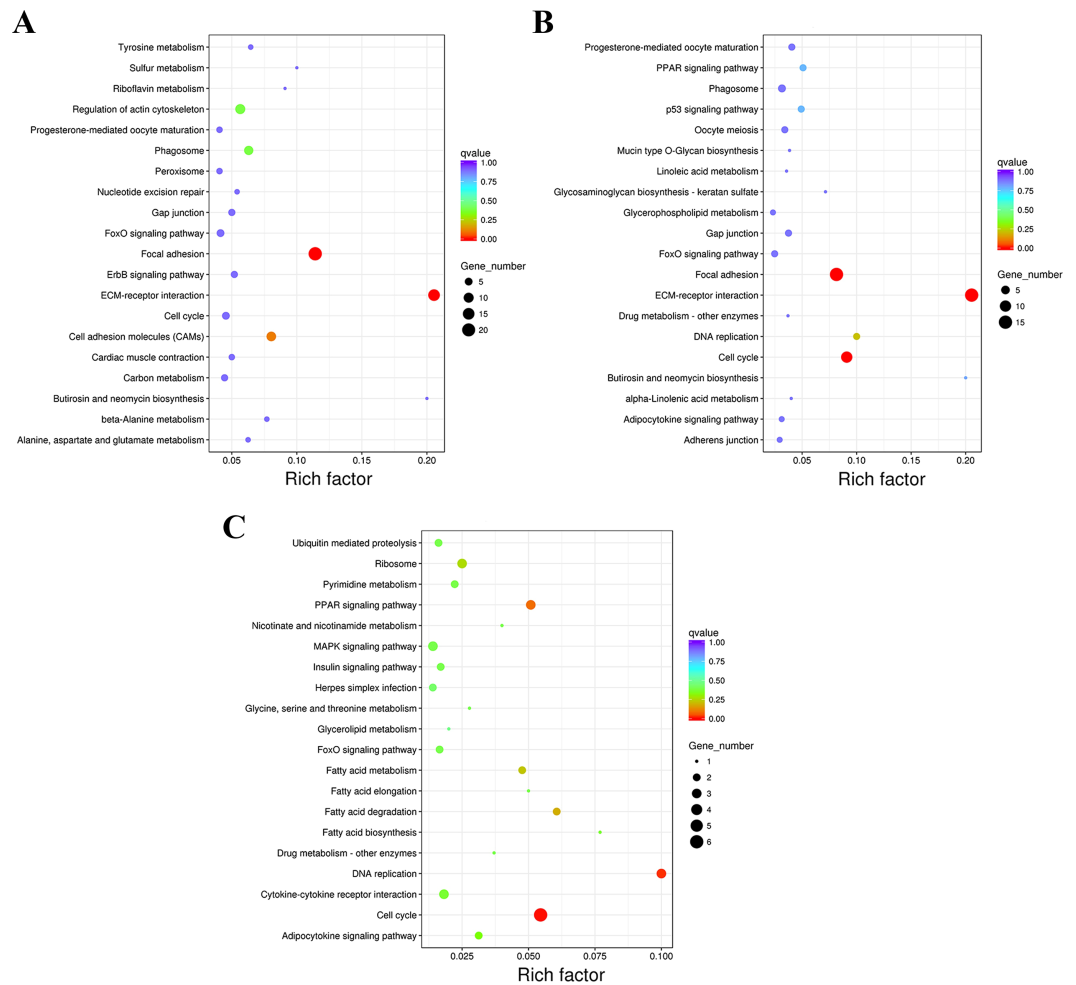 A
Tyrosine metabolism
Sulfur metabolism
Riboflavin metabolism
Regulation of actin cytoskeleton
Progesterone-mediated oocyte maturation
Phagosome
Peroxisome
Nucleotide excision repair
Gap junction
FoxO signaling pathway
Focal adhesion
ErbB signaling pathway
ECM-receptor interaction
Cell cycle
Cell adhesion molecules (CAMs)
Cardiac muscle contraction
Carbon metabolism
Butirosin and neomycin biosynthesis
beta-Alanine metabolism
Alanine, aspartate and glutamate metabolism
0.05 0.10 0.15 0.20
Rich factor
qvalue
1.00
0.75
0.50
0.25
0.00
Gene_number
5
10
15
20
B
Progesterone-mediated oocyte maturation
PPAR signaling pathway
Phagosome
p53 signaling pathway
Oocyte meiosis
Mucin type O-Glycan biosynthesis
Linoleic acid metabolism
Glycosaminoglycan biosynthesis - keratan sulfate
Glycerophospholipid metabolism
Gap junction
FoxO signaling pathway
Focal adhesion
ECM-receptor interaction
Drug metabolism - other enzymes
DNA replication
Cell cycle
Butirosin and neomycin biosynthesis
alpha-Linolenic acid metabolism
Adipocytokine signaling pathway
Adherens junction
0.05 0.10 0.15 0.20
Rich factor
qvalue
1.00
0.75
0.50
0.25
0.00
Gene_number
5
10
15
C
Ubiquitin mediated proteolysis
Ribosome
Pyrimidine metabolism
PPAR signaling pathway
Nicotinate and nicotinamide metabolism
MAPK signaling pathway
Insulin signaling pathway
Herpes simplex infection
Glycine, serine and threonine metabolism
Glycerolipid metabolism
FoxO signaling pathway
Fatty acid metabolism
Fatty acid elongation
Fatty acid degradation
Fatty acid biosynthesis
Drug metabolism - other enzymes
DNA replication
Cytokine-cytokine receptor interaction
Cell cycle
Adipocytokine signaling pathway
0.025 0.050 0.075 0.100
Rich factor
qvalue
1.00
0.75
0.50
0.25
0.00
Gene_number
1
2
3
4
5
6